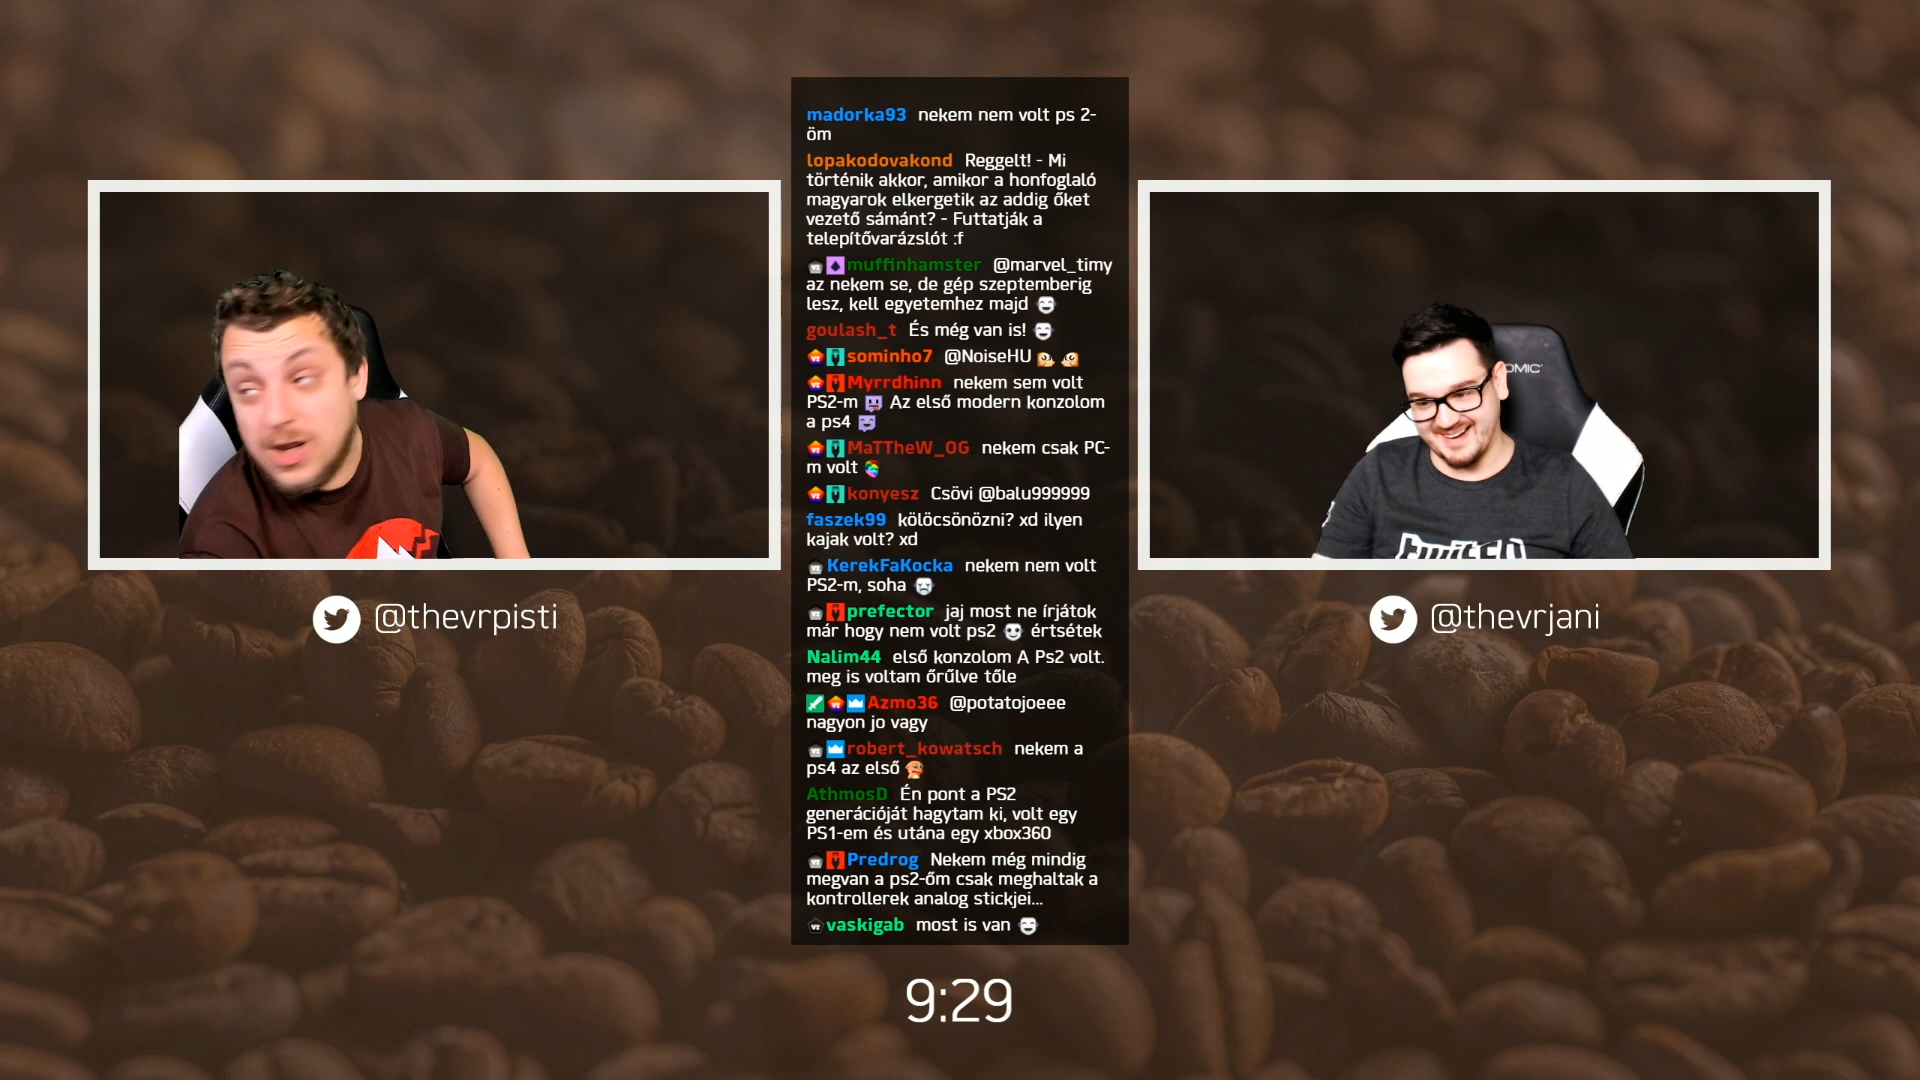 madorka93 nekem nem volt ps 2-
öm
lopakodovakond Reggelt! - Mi
történik akkor, amikor a honfoglaló
magyarok elkergetik az addig őket
vezető sámánt? - Futtatják a
telepítővarázslót :f
muffinhamster @marvel_timy
az nekem se, de gép szeptemberig
lesz, kell egyetemhez majd
goulash_t És még van is!
sominho7 @NoiseHU
Myrrdhinn nekem sem volt
PS2-m Az első modern konzolom
a ps4
MaTTheW_OG nekem csak PC-
m volt
konyesz Csövi @balu999999
faszek99 kölöcsönözni? xd ilyen
kajak volt? xd
KerekFaKocka nekem nem volt
PS2-m, soha
prefector jaj most ne írjátok
már hogy nem volt ps2 értsétek
Nalim44 első konzolom A Ps2 volt.
meg is voltam őrűlve tőle
Azmo36 @potatojoeee
nagyon jo vagy
robert_kowatsch nekem a
ps4 az első
AthmosD Én pont a PS2
generációját hagytam ki, volt egy
PS1-em és utána egy xbox360
Predrog Nekem még mindig
megvan a ps2-őm csak meghaltak a
kontrollerek analog stickjei...
vaskigab most is van
@thevrpisti
OMIC
twitch
@thevrjani
9:29